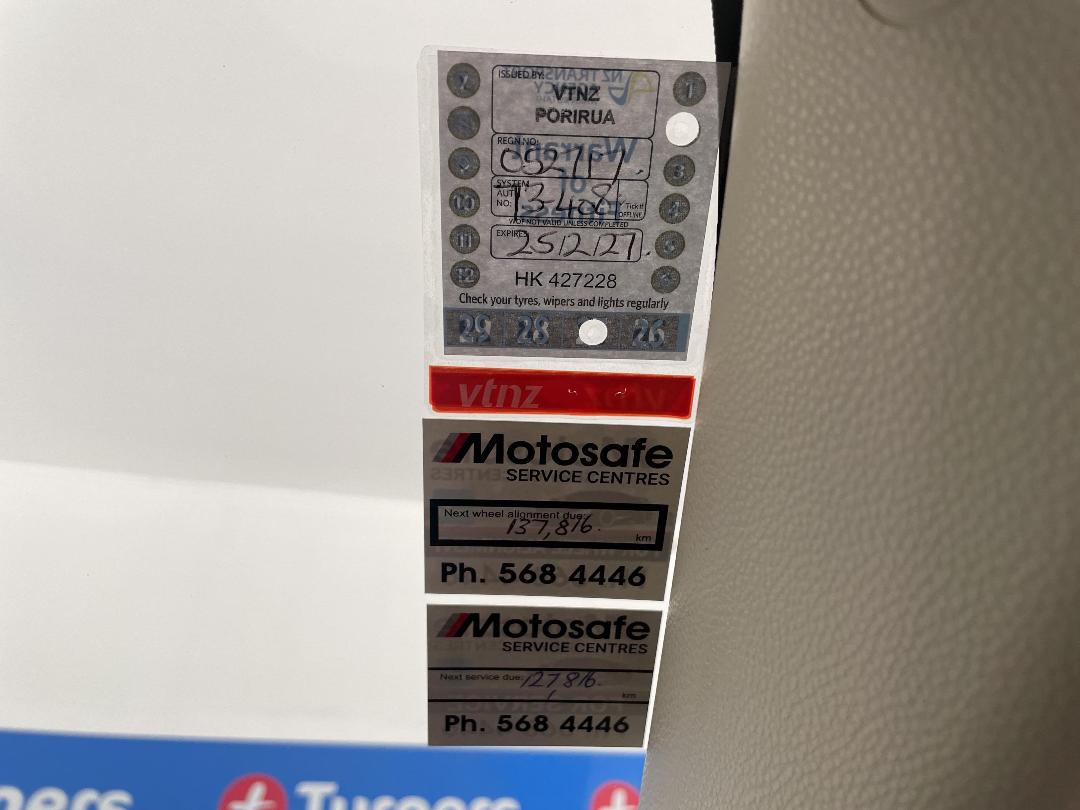 ISSUED BY:
VTNZ
PORIRUA
REGN NO:
SYSTEM
AUT
NO:
Tick if
OFFLINE
WOF NOT VALID UNLESS COMPLETED
EXPIRES
25/2/27.
HK 427228
Check your tyres, wipers and lights regularly
29 28 26
vtnz
Motosafe
SERVICE CENTRES
Next wheel alignment due:
137,816.
km
Ph. 568 4446
Motosafe
SERVICE CENTRES
Next service due: 127816.
km
Ph. 568 4446
Turners